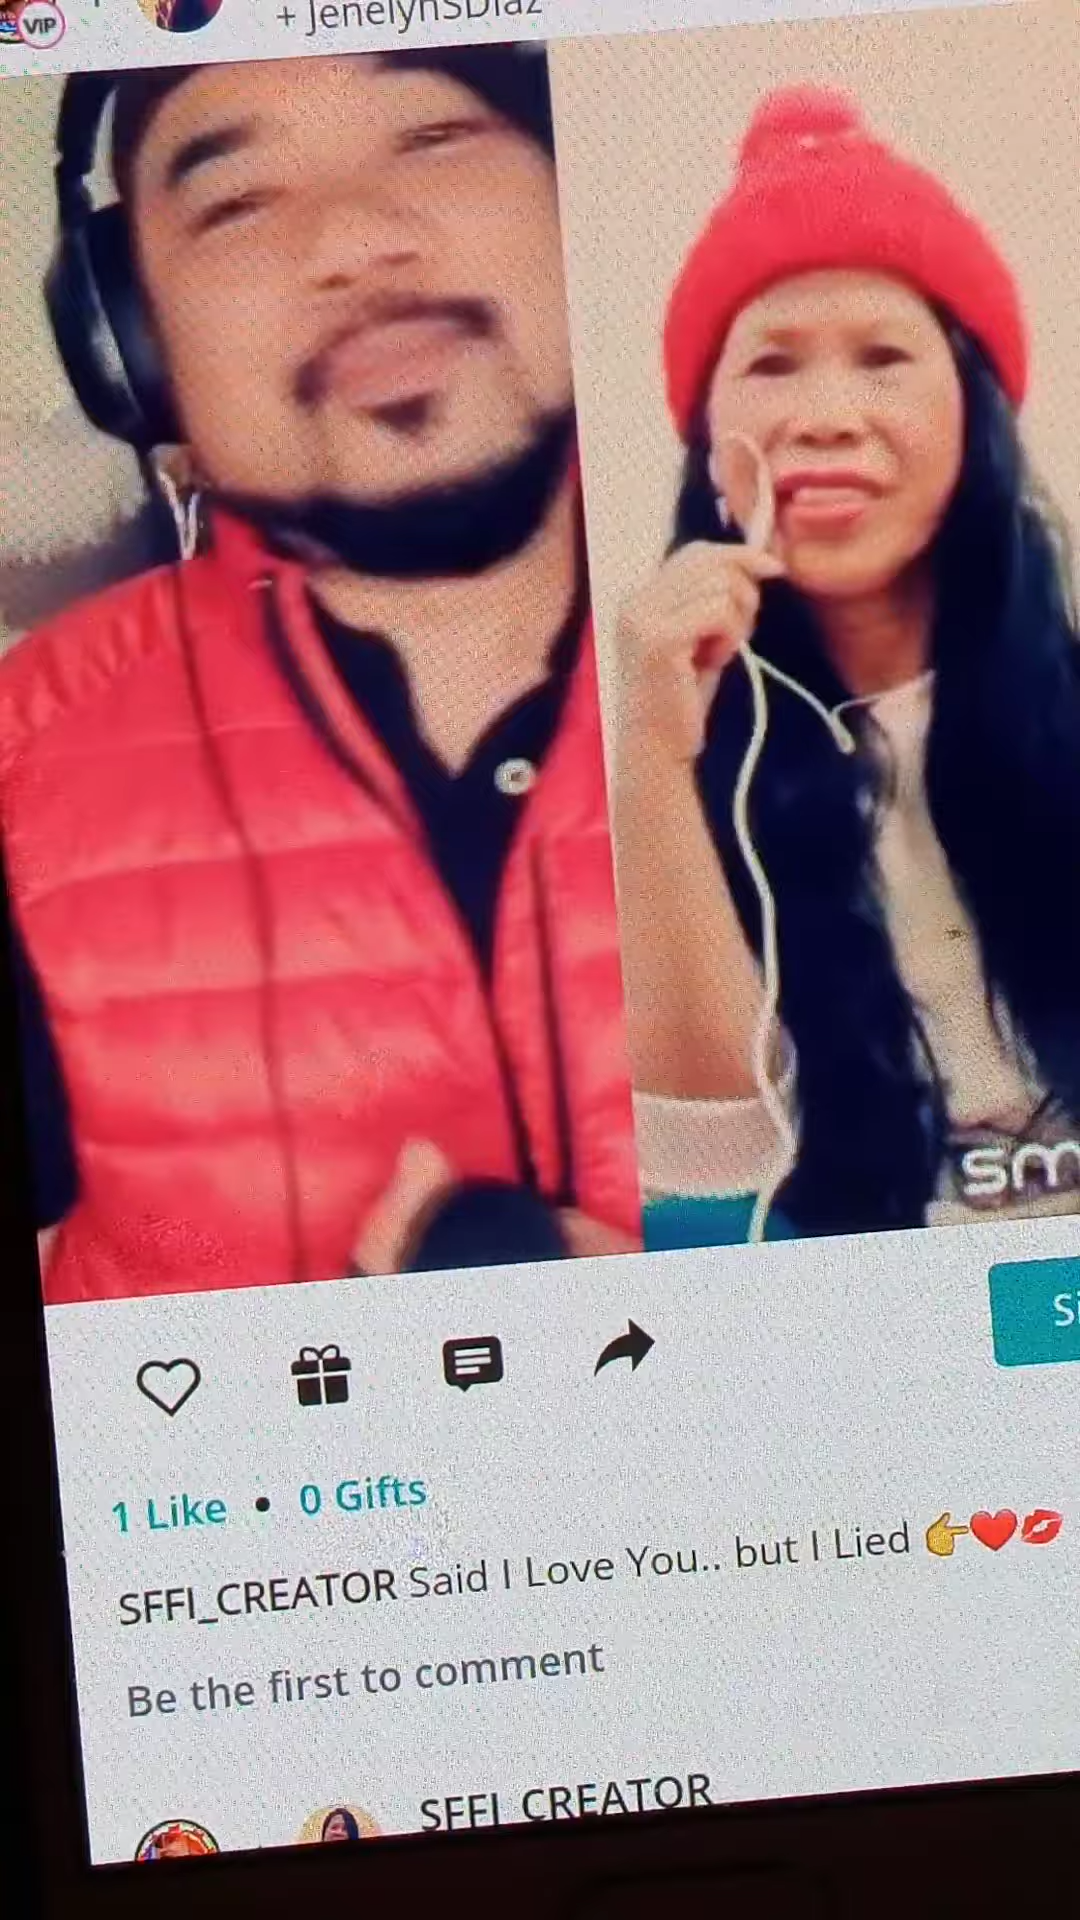 VIP
+ JenelynSDiaz
sm
Si
1 Like • 0 Gifts
SFFI_CREATOR Said I Love You.. but I Lied 👉❤️💋
Be the first to comment
SFFI_CREATOR